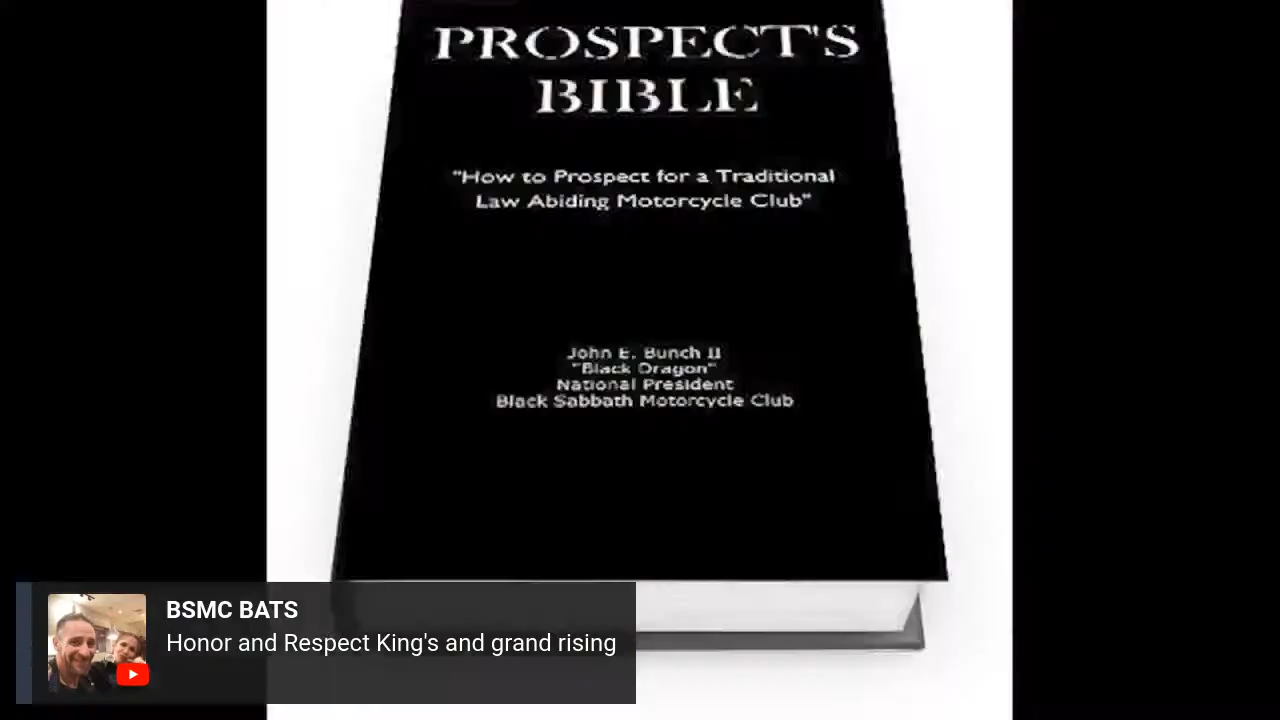 PROSPECT'S
BIBLE
"How to Prospect for a Traditional
Law Abiding Motorcycle Club"
John E. Bunch II
"Black Dragon"
National President
Black Sabbath Motorcycle Club
BSMC BATS
Honor and Respect King's and grand rising